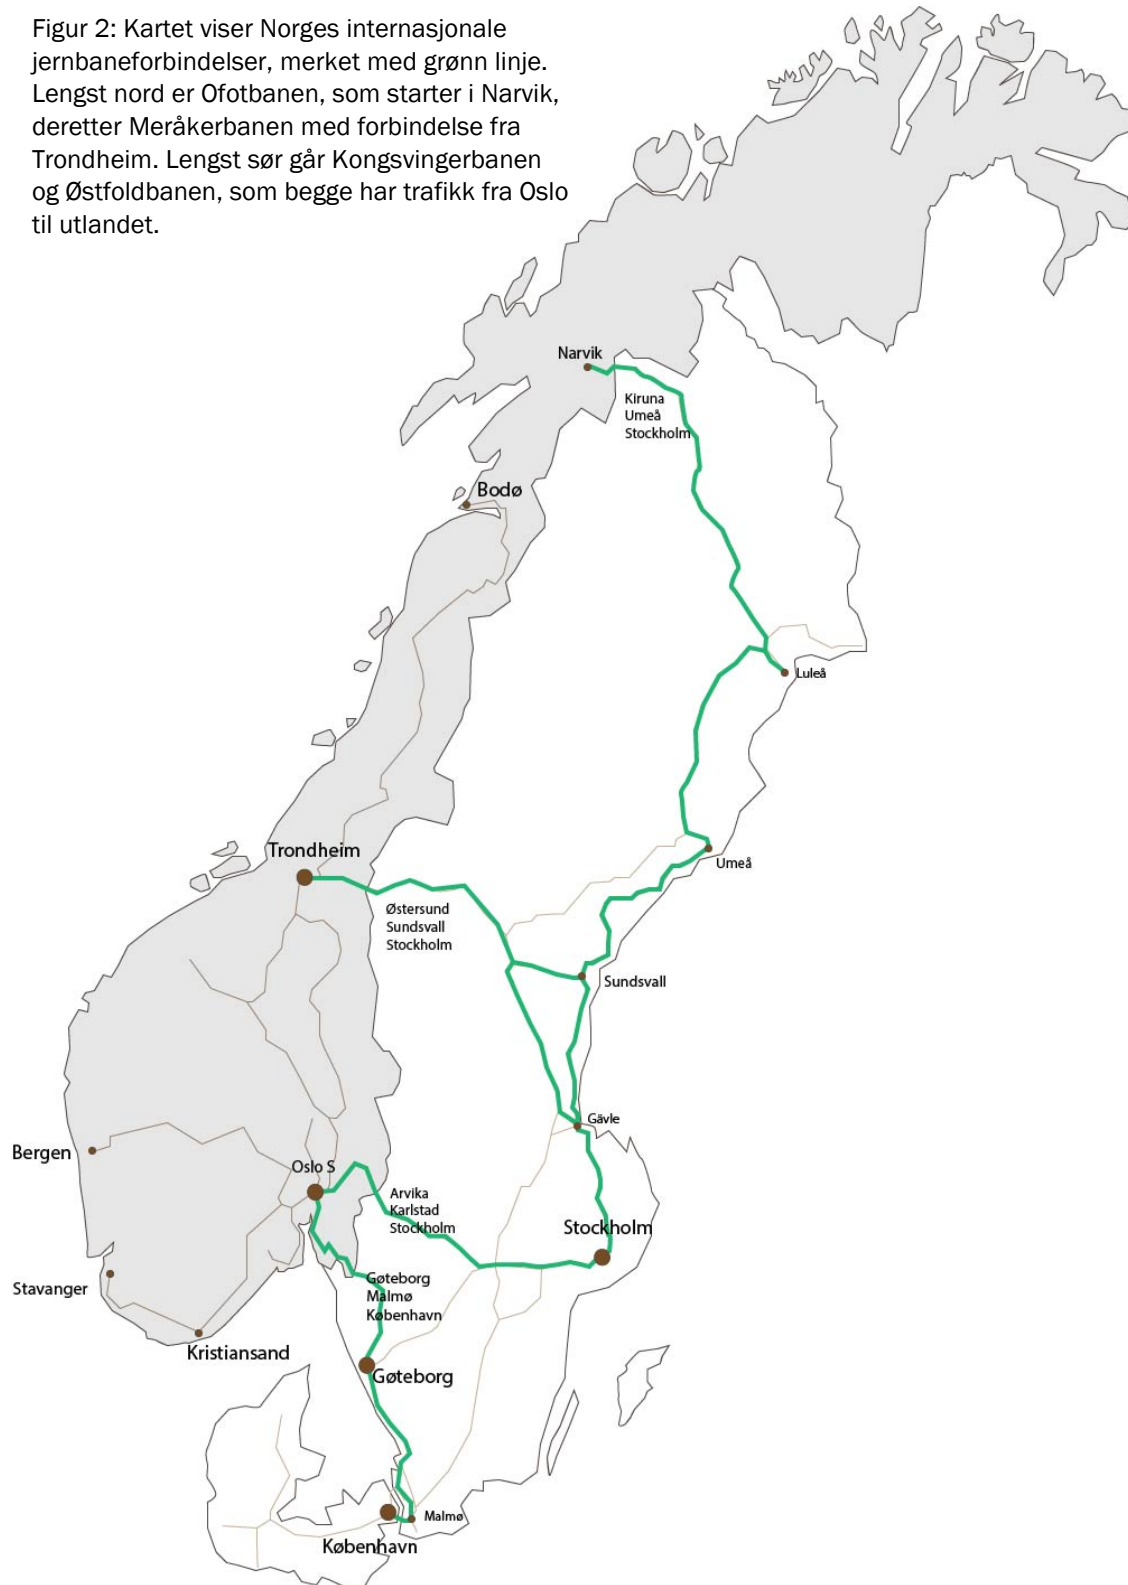 Figur 2: Kartet viser Norges internasjonale
jernbaneforbindelser, merket med grønn linje.
Lengst nord er Ofotbanen, som starter i Narvik,
deretter Meråkerbanen med forbindelse fra
Trondheim. Lengst sør går Kongsvingerbanen
og Østfoldbanen, som begge har trafikk fra Oslo
til utlandet.
Narvik
Kiruna
Umeå
Stockholm
Bodø
Luleå
Trondheim
Umeå
Østersund
Sundsvall
Stockholm
Sundsvall
Gävle
Bergen
Oslo S
Arvika
Karlstad
Stockholm
Stockholm
Stavanger
Gøteborg
Malmø
København
Kristiansand
Gøteborg
Malmø
København